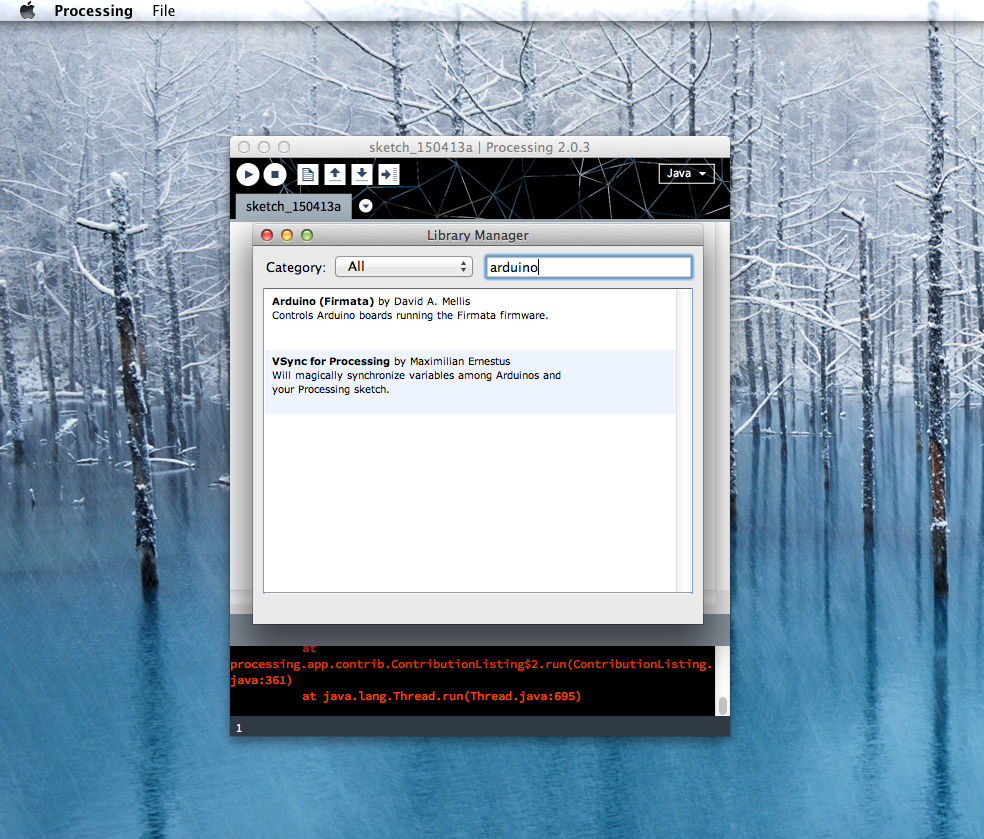 Processing File
sketch_150413a | Processing 2.0.3
Java
sketch_150413a
Library Manager
Category: All arduino
Arduino (Firmata) by David A. Mellis
Controls Arduino boards running the Firmata firmware.
VSync for Processing by Maximilian Ernestus
Will magically synchronize variables among Arduinos and
your Processing sketch.
at
processing.app.contrib.ContributionListing$2.run(ContributionListing.
java:361)
at java.lang.Thread.run(Thread.java:695)
1